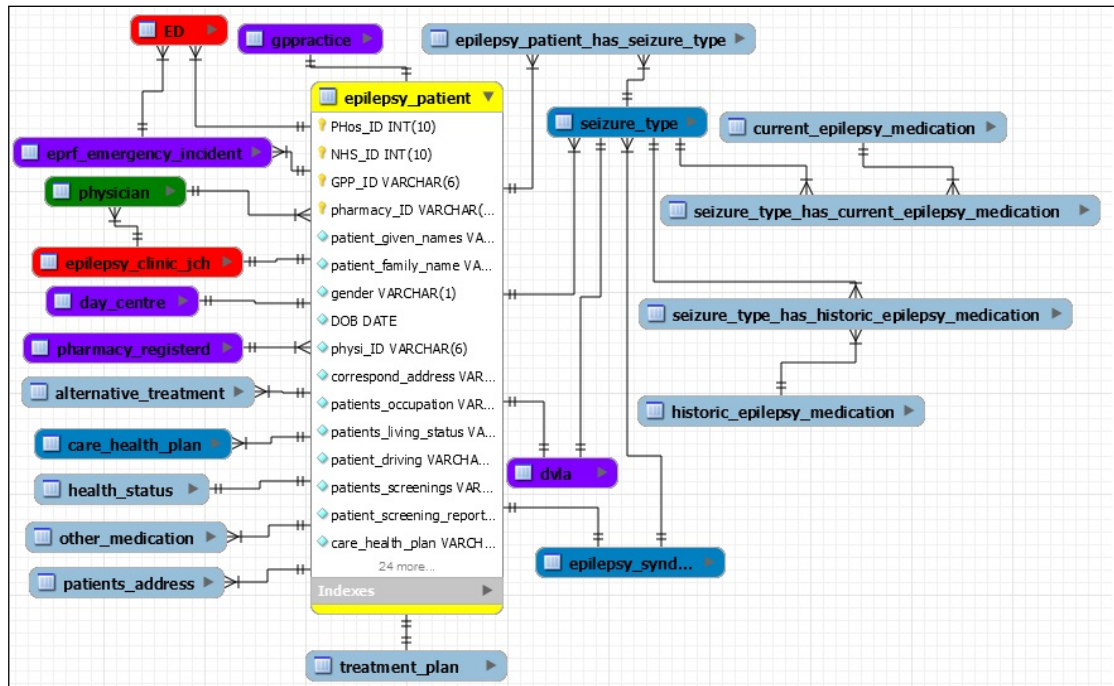 ED
gppractice
epilepsy_patient_has_seizure_type
epilepsy_patient
PHos_ID INT(10)
NHS_ID INT(10)
GPP_ID VARCHAR(6)
pharmacy_ID VARCHAR(...
patient_given_names VA...
patient_family_name VA...
gender VARCHAR(1)
DOB DATE
physi_ID VARCHAR(6)
correspond_address VAR...
patients_occupation VAR...
patients_living_status VA...
patient_driving VARCHA...
patients_screenings VAR...
patient_screening_report...
care_health_plan VARCH...
24 more...
Indexes
eprf_emergency_incident
physician
epilepsy_clinic_jch
day_centre
pharmacy_registerd
alternative_treatment
care_health_plan
health_status
other_medication
patients_address
treatment_plan
seizure_type
current_epilepsy_medication
seizure_type_has_current_epilepsy_medication
seizure_type_has_historic_epilepsy_medication
historic_epilepsy_medication
dvla
epilepsy_synd...